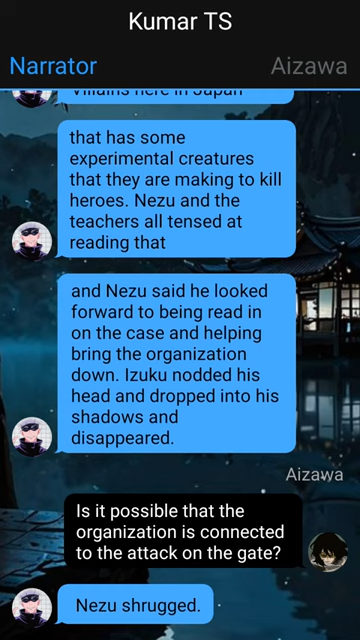 Kumar TS
Narrator
Aizawa
Villains here in Japan
that has some
experimental creatures
that they are making to kill
heroes. Nezu and the
teachers all tensed at
reading that
and Nezu said he looked
forward to being read in
on the case and helping
bring the organization
down. Izuku nodded his
head and dropped into his
shadows and
disappeared.
Aizawa
Is it possible that the
organization is connected
to the attack on the gate?
Nezu shrugged.